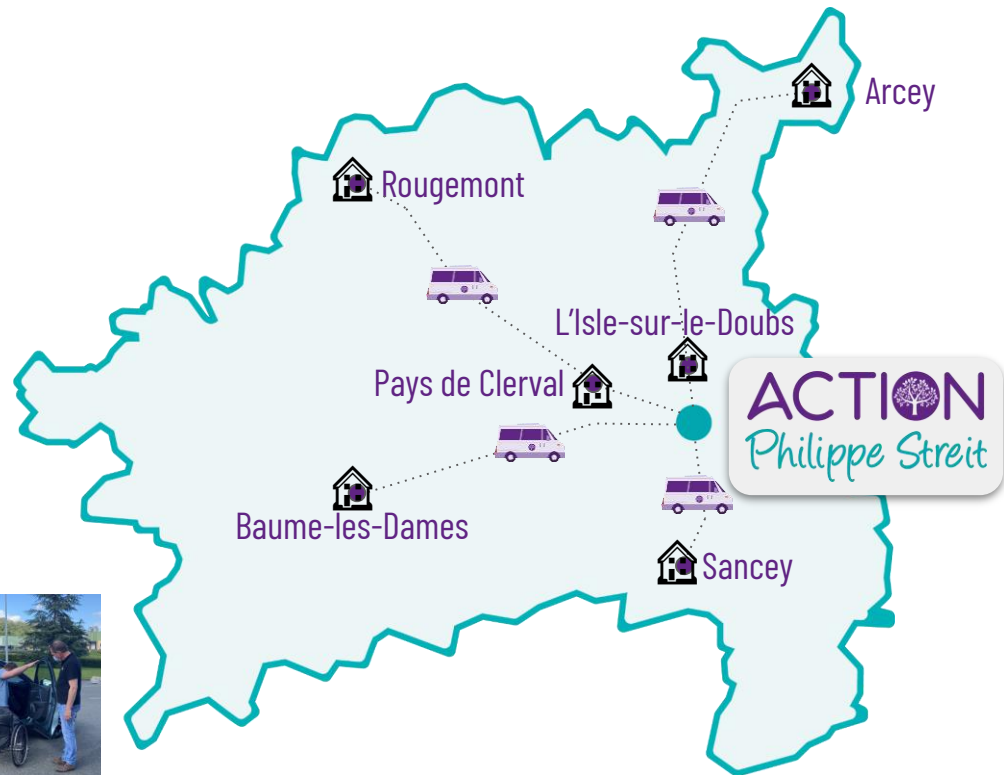 Arcey
Rougemont
L'Isle-sur-le-Doubs
Pays de Clerval
ACTION
Philippe Streit
Baume-les-Dames
Sancey